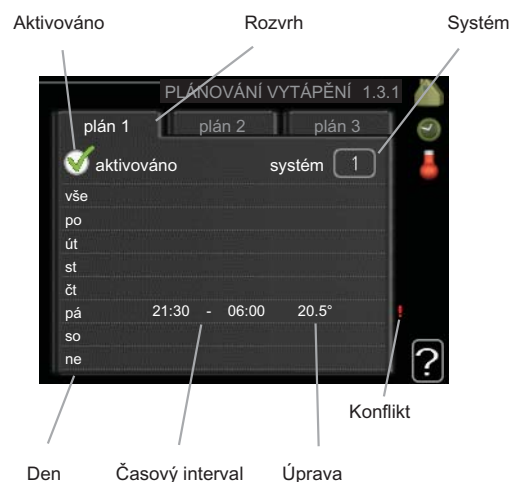 Aktivováno Rozvrh Systém
PLÁNOVÁNÍ VYTÁPĚNÍ 1.3.1
plán 1 plán 2 plán 3
aktivováno systém 1
vše
po
út
st
čt
pá 21:30 - 06:00 20.5° !
so
ne
?
Konflikt
Den Časový interval Úprava